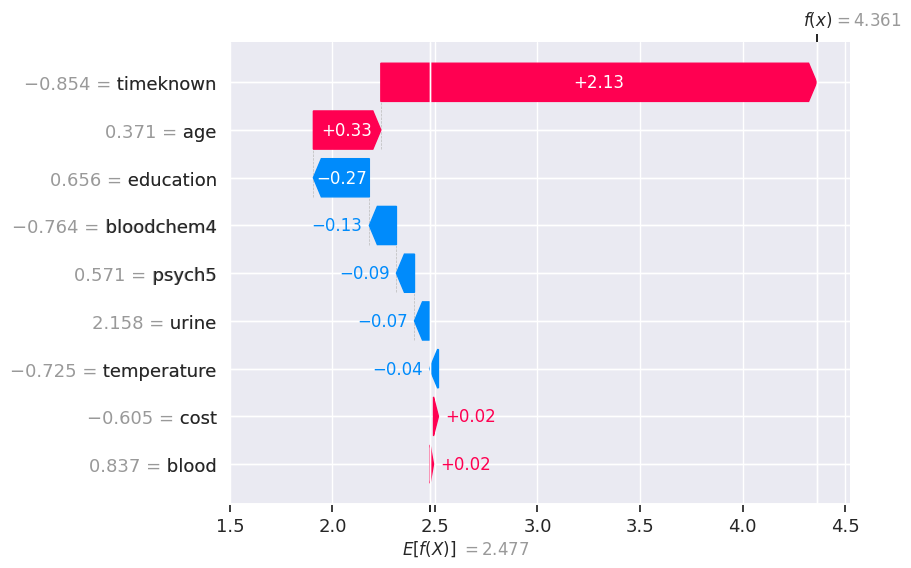 f(x) = 4.361
−0.854 = timeknown +2.13
0.371 = age +0.33
0.656 = education −0.27
−0.764 = bloodchem4 −0.13
0.571 = psych5 −0.09
2.158 = urine −0.07
−0.725 = temperature −0.04
−0.605 = cost +0.02
0.837 = blood +0.02
1.5 2.0 2.5 3.0 3.5 4.0 4.5
E[f(X)] = 2.477